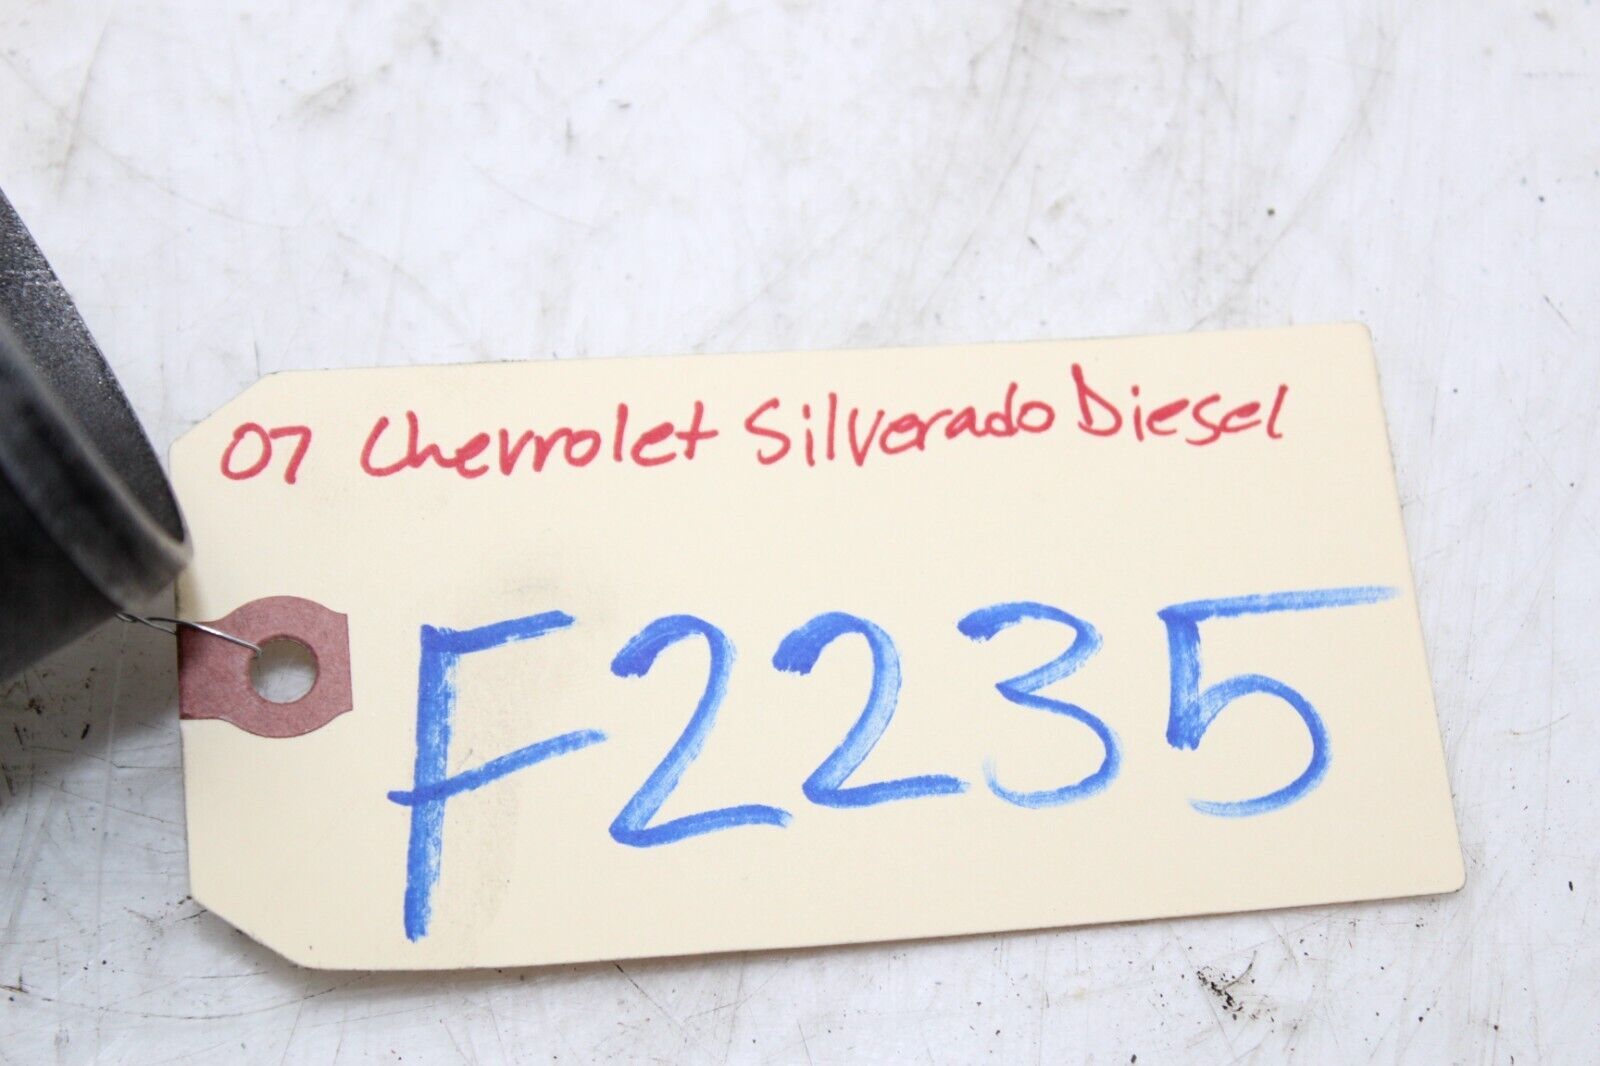 07 Chevrolet Silverado Diesel
F2235